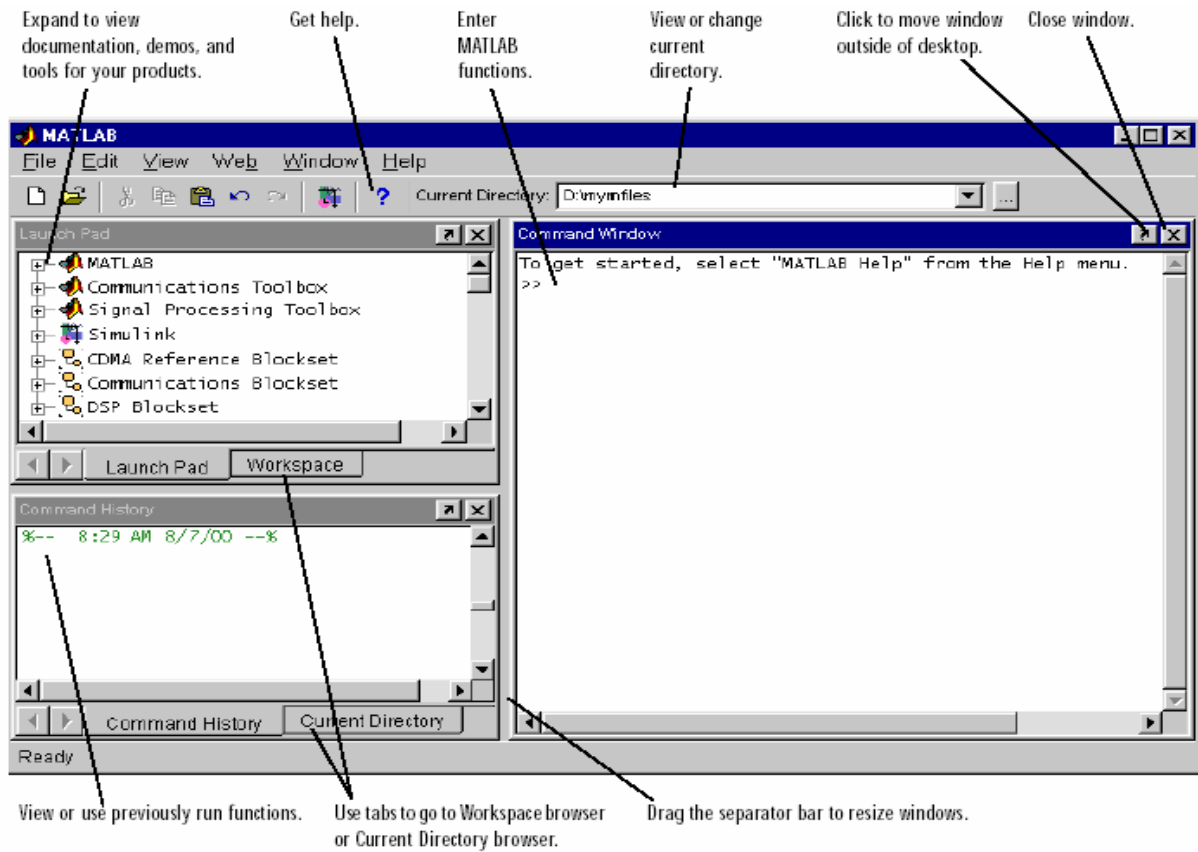 Expand to view
documentation, demos, and
tools for your products.
Get help.
Enter
MATLAB
functions.
View or change
current
directory.
Click to move window
outside of desktop.
Close window.
MATLAB
File Edit View Web Window Help
? Current Directory: D:\mymfiles ...
Launch Pad
MATLAB
Communications Toolbox
Signal Processing Toolbox
Simulink
CDMA Reference Blockset
Communications Blockset
DSP Blockset
Launch Pad Workspace
Command History
%-- 8:29 AM 8/7/00 --%
Command History Current Directory
Command Window
To get started, select "MATLAB Help" from the Help menu.
>>
Ready
View or use previously run functions.
Use tabs to go to Workspace browser
or Current Directory browser.
Drag the separator bar to resize windows.